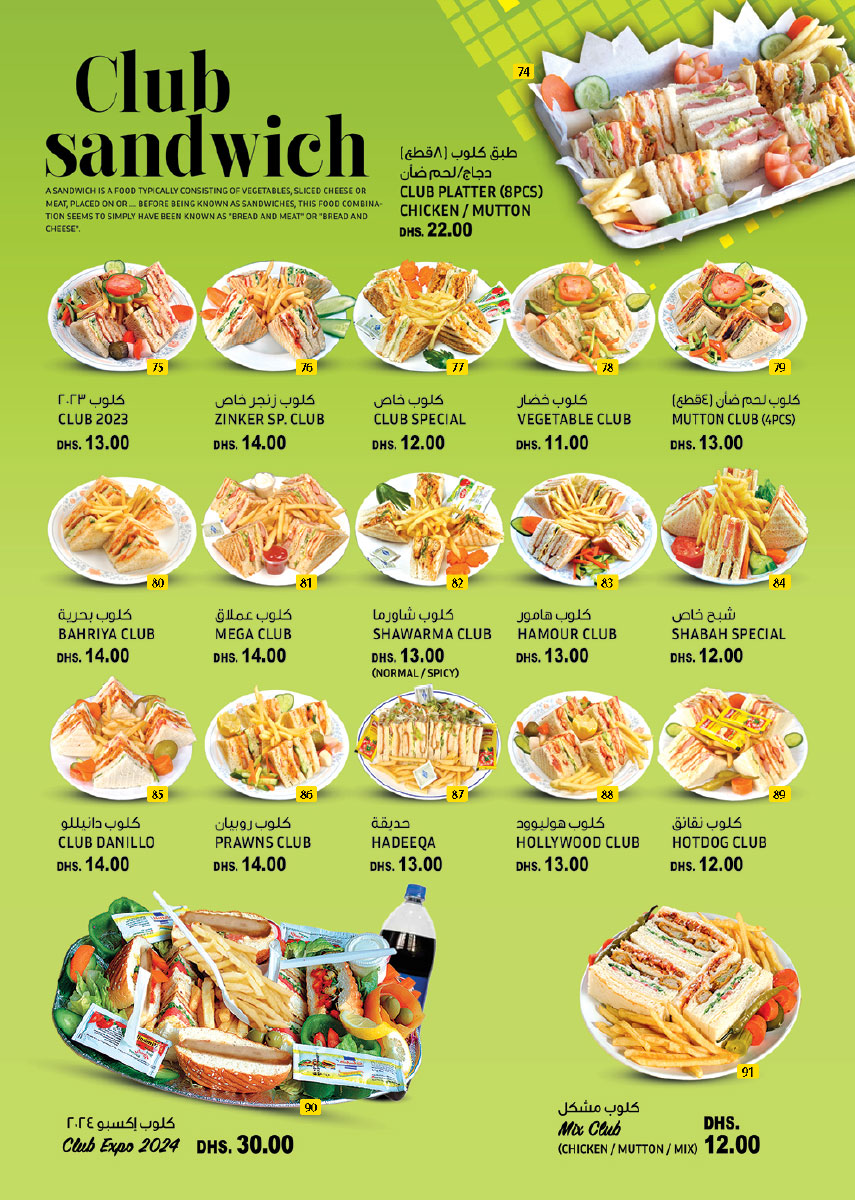 Club
sandwich
A SANDWICH IS A FOOD TYPICALLY CONSISTING OF VEGETABLES, SLICED CHEESE OR
MEAT, PLACED ON OR.... BEFORE BEING KNOWN AS SANDWICHES, THIS FOOD COMBINA-
TION SEEMS TO SIMPLY HAVE BEEN KNOWN AS "BREAD AND MEAT" OR "BREAD AND
CHEESE".
74
طبق كلوب (٨قطع)
دجاج/لحم ضأن
CLUB PLATTER (8PCS)
CHICKEN / MUTTON
DHS. 22.00
75
كلوب ٢٠٢٣
CLUB 2023
DHS. 13.00
76
كلوب زنجر خاص
ZINKER SP. CLUB
DHS. 14.00
77
كلوب خاص
CLUB SPECIAL
DHS. 12.00
78
كلوب خضار
VEGETABLE CLUB
DHS. 11.00
79
كلوب لحم ضأن (٤قطع)
MUTTON CLUB (4PCS)
DHS. 13.00
80
كلوب بحرية
BAHRIYA CLUB
DHS. 14.00
81
كلوب عملاق
MEGA CLUB
DHS. 14.00
82
كلوب شاورما
SHAWARMA CLUB
DHS. 13.00
(NORMAL / SPICY)
83
كلوب هامور
HAMOUR CLUB
DHS. 13.00
84
شبح خاص
SHABAH SPECIAL
DHS. 12.00
85
كلوب دانيللو
CLUB DANILLO
DHS. 14.00
86
كلوب روبيان
PRAWNS CLUB
DHS. 14.00
87
حديقة
HADEEQA
DHS. 13.00
88
كلوب هوليوود
HOLLYWOOD CLUB
DHS. 13.00
89
كلوب نقانق
HOTDOG CLUB
DHS. 12.00
90
كلوب إكسبو ٢٠٢٤
Club Expo 2024 DHS. 30.00
91
كلوب مشكل
Mix Club
(CHICKEN / MUTTON / MIX)
DHS.
12.00